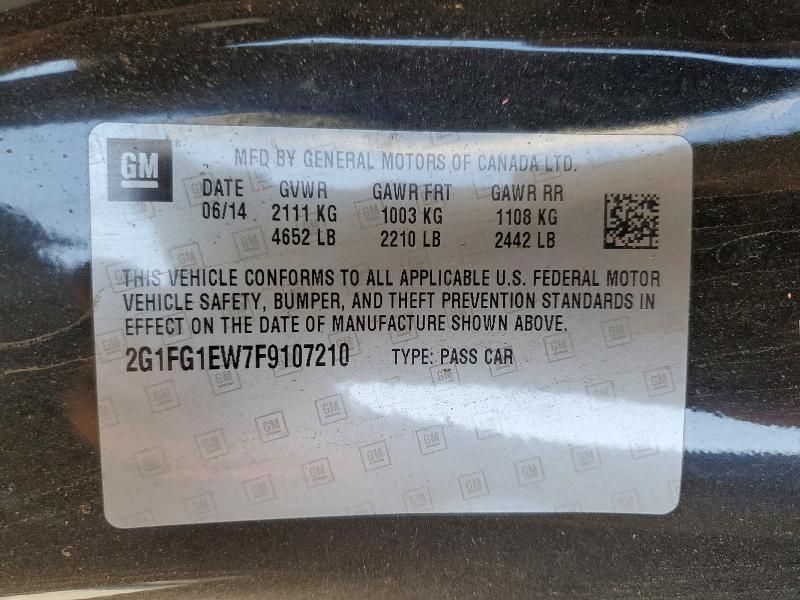 GM
MFD BY GENERAL MOTORS OF CANADA LTD.
DATE GVWR GAWR FRT GAWR RR
06/14 2111 KG 1003 KG 1108 KG
4652 LB 2210 LB 2442 LB
THIS VEHICLE CONFORMS TO ALL APPLICABLE U.S. FEDERAL MOTOR
VEHICLE SAFETY, BUMPER, AND THEFT PREVENTION STANDARDS IN
EFFECT ON THE DATE OF MANUFACTURE SHOWN ABOVE.
2G1FG1EW7F9107210 TYPE: PASS CAR